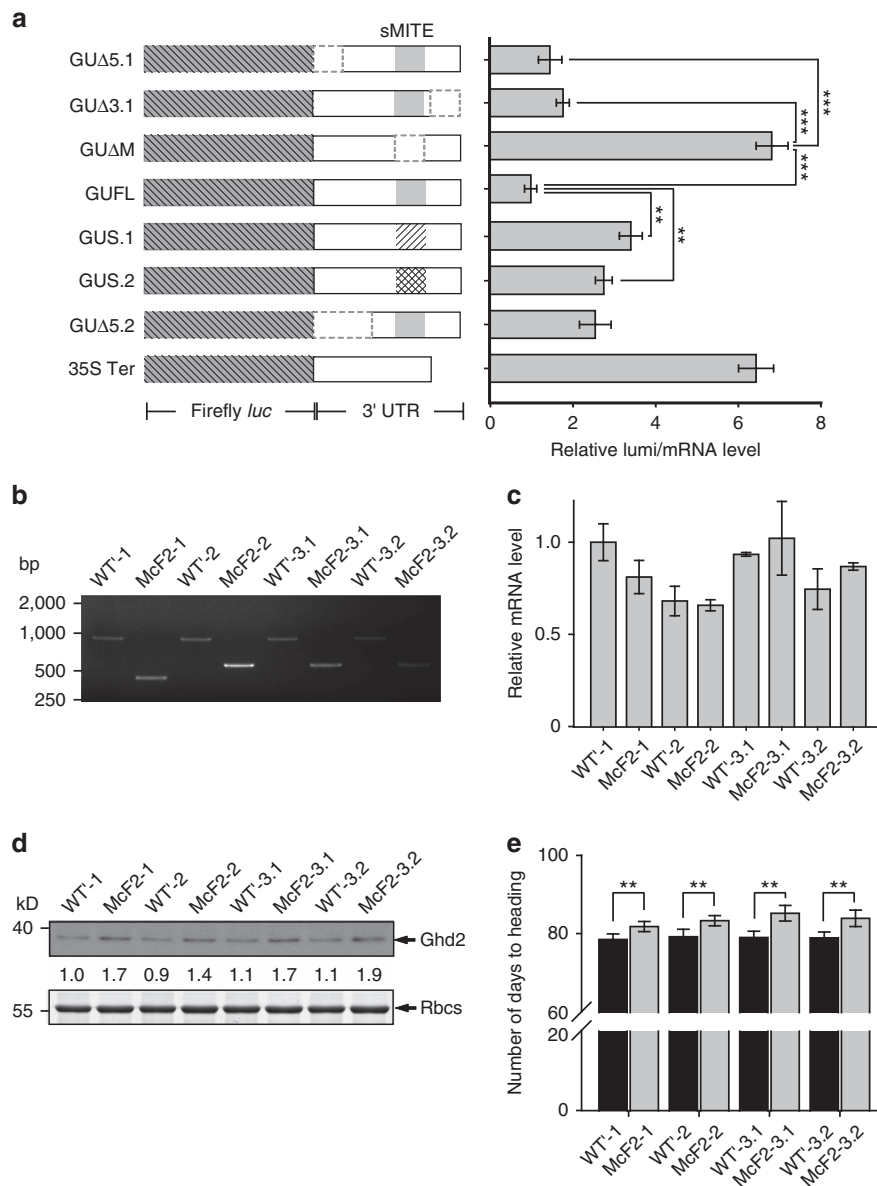 a
sMITE
GUΔ5.1
GUΔ3.1
GUΔM
GUFL
GUS.1
GUS.2
GUΔ5.2
35S Ter
Firefly luc
3' UTR
***
***
***
**
**
0 2 4 6 8
Relative lumi/mRNA level
b
bp
WT'-1 McF2-1 WT'-2 McF2-2 WT'-3.1 McF2-3.1 WT'-3.2 McF2-3.2
2,000
1,000
500
250
c
Relative mRNA level
1.0
0.5
0
WT'-1 McF2-1 WT'-2 McF2-2 WT'-3.1 McF2-3.1 WT'-3.2 McF2-3.2
d
kD
WT'-1 McF2-1 WT'-2 McF2-2 WT'-3.1 McF2-3.1 WT'-3.2 McF2-3.2
40
Ghd2
1.0 1.7 0.9 1.4 1.1 1.7 1.1 1.9
55
Rbcs
e
Number of days to heading
100
80
60
20
0
** ** ** **
WT'-1 McF2-1 WT'-2 McF2-2 WT'-3.1 McF2-3.1 WT'-3.2 McF2-3.2